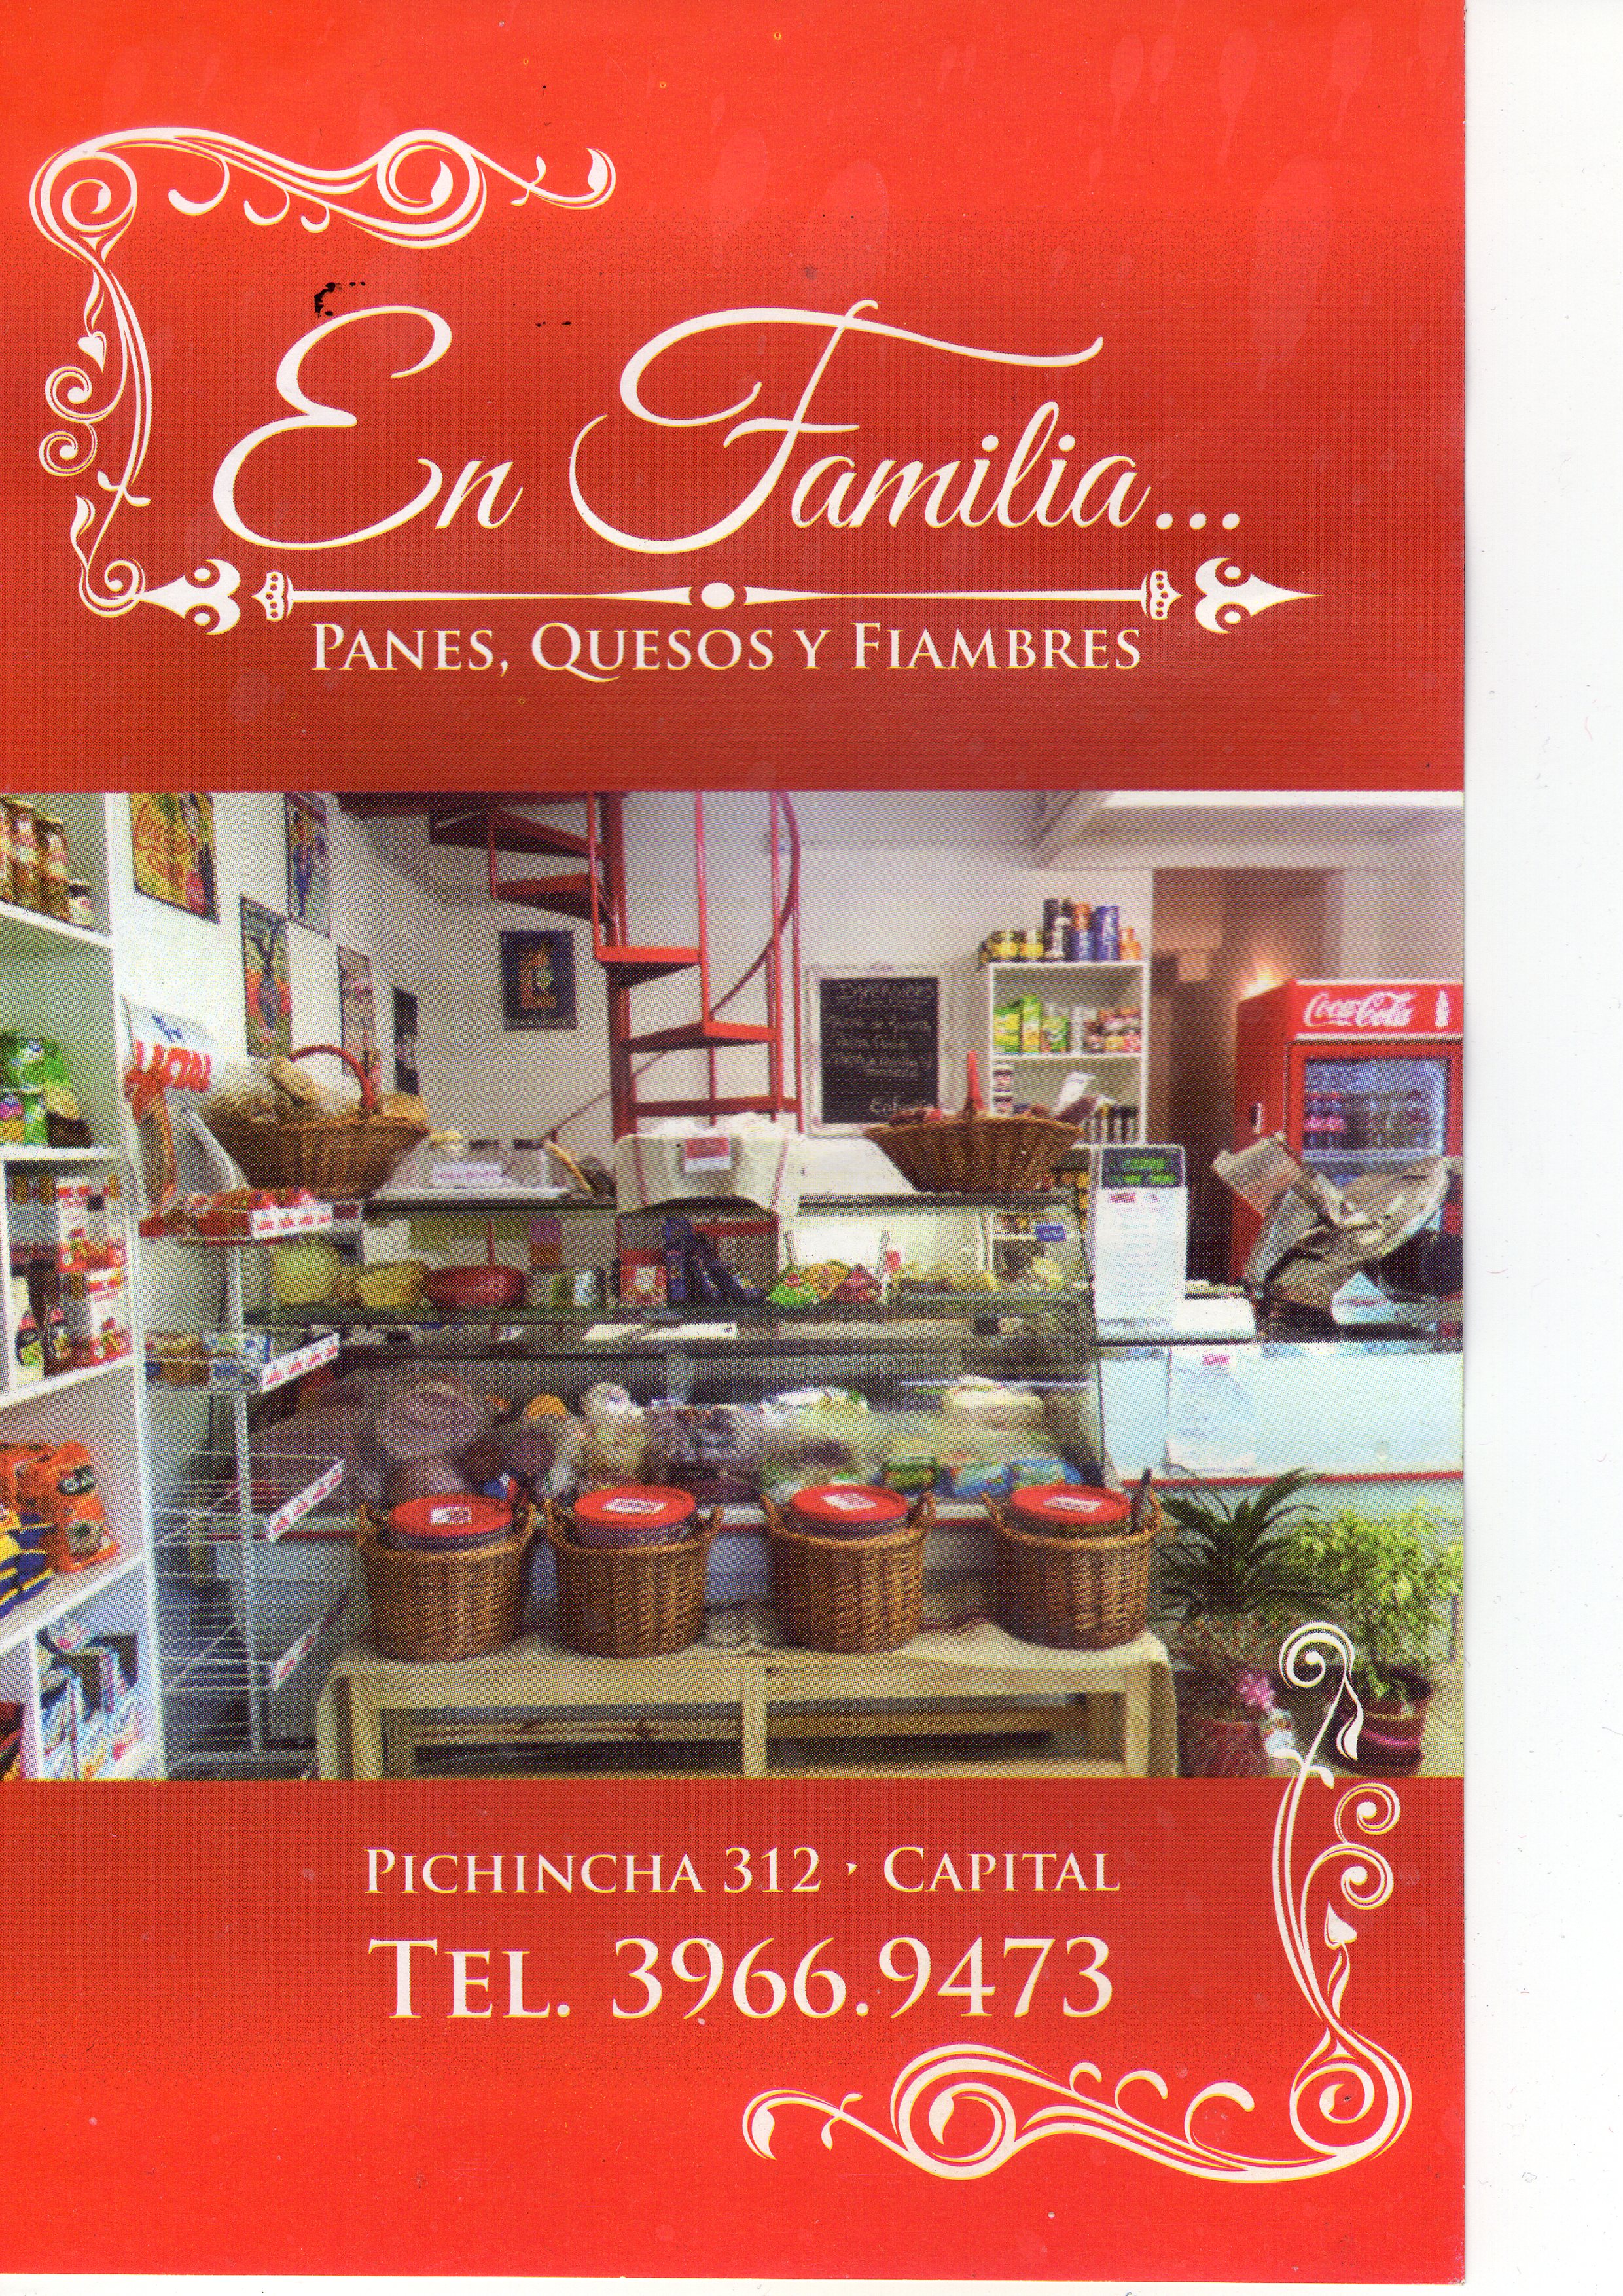 En Familia...
PANES, QUESOS Y FIAMBRES
Coca-Cola
PICHINCHA 312 · CAPITAL
TEL. 3966.9473